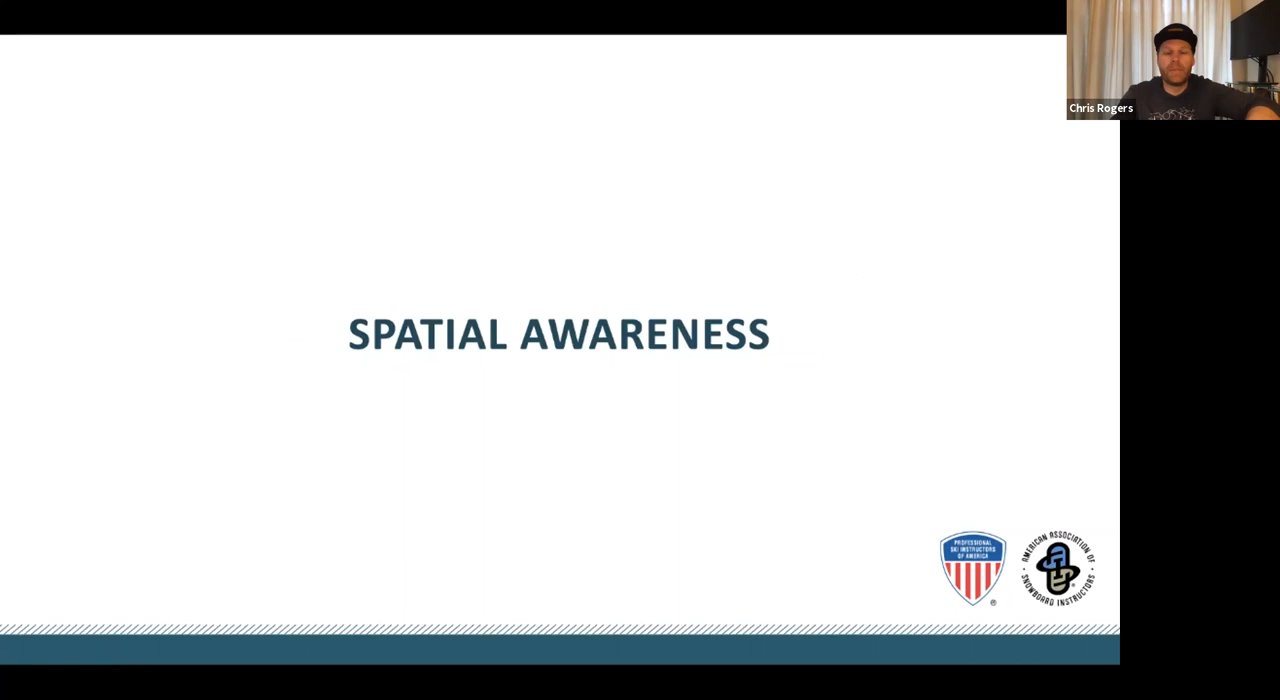 Chris Rogers
SPATIAL AWARENESS
PROFESSIONAL
SKI INSTRUCTORS
OF AMERICA
®
AMERICAN ASSOCIATION OF
SNOWBOARD INSTRUCTORS